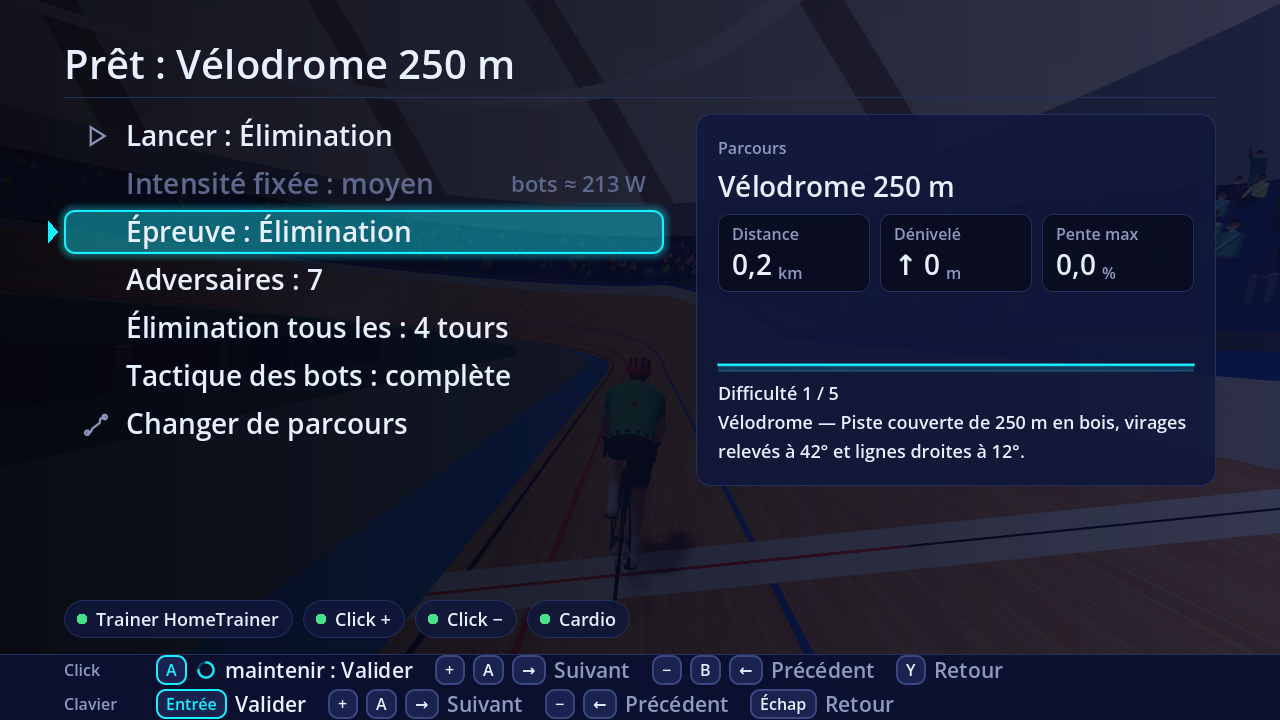 Prêt : Vélodrome 250 m
Lancer : Élimination
Intensité fixée : moyen bots ≈ 213 W
Épreuve : Élimination
Adversaires : 7
Élimination tous les : 4 tours
Tactique des bots : complète
Changer de parcours
Parcours
Vélodrome 250 m
Distance Dénivelé Pente max
0,2 km ↑ 0 m 0,0 %
Difficulté 1 / 5
Vélodrome — Piste couverte de 250 m en bois, virages
relevés à 42° et lignes droites à 12°.
Trainer HomeTrainer Click + Click − Cardio
Click A maintenir : Valider + A → Suivant − B ← Précédent Y Retour
Clavier Entrée Valider + A → Suivant − ← Précédent Échap Retour